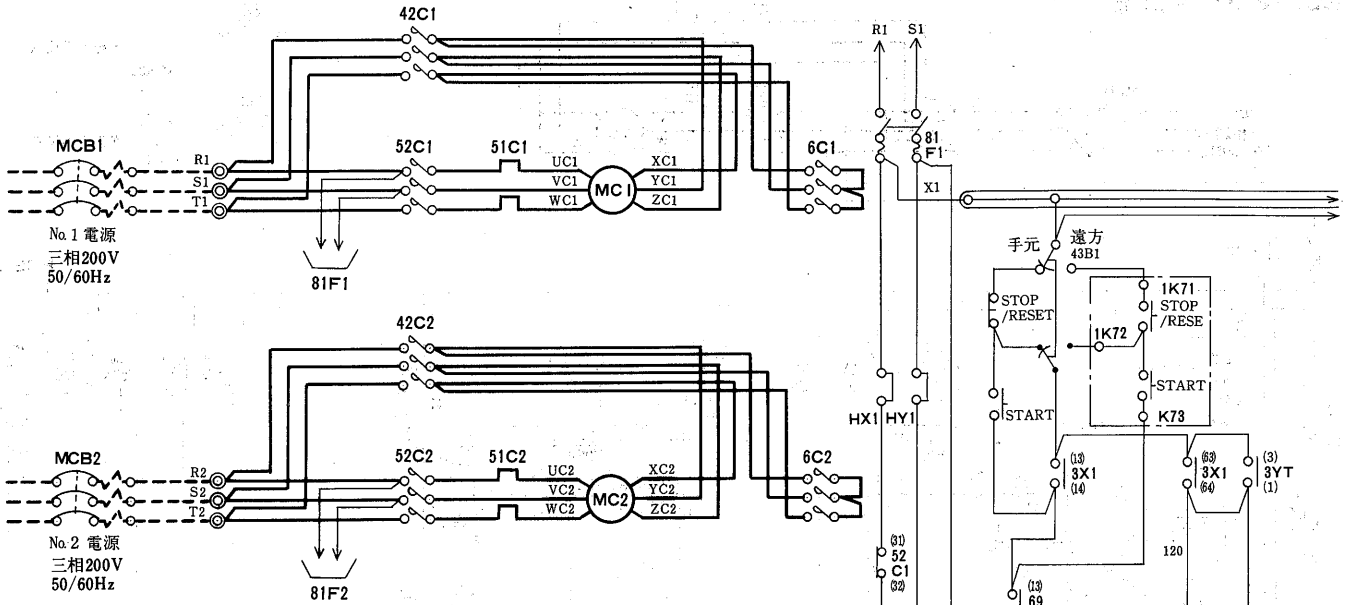 42C1
R1 S1
MCB1
52C1
51C1
6C1
81
F1
R1
S1
T1
UC1
VC1
WC1
MC1
XC1
YC1
ZC1
X1
No.1 電源
三相200V
50/60Hz
81F1
手元
遠方
43B1
STOP
/RESET
1K71
STOP
/RESE
1K72
START
START
K73
HX1 HY1
42C2
MCB2
52C2
51C2
6C2
R2
S2
T2
UC2
VC2
WC2
MC2
XC2
YC2
ZC2
No.2 電源
三相200V
50/60Hz
81F2
(13)
3X1
(14)
(63)
3X1
(64)
(3)
3YT
(1)
(31)
52
C1
(32)
120
(13)
69